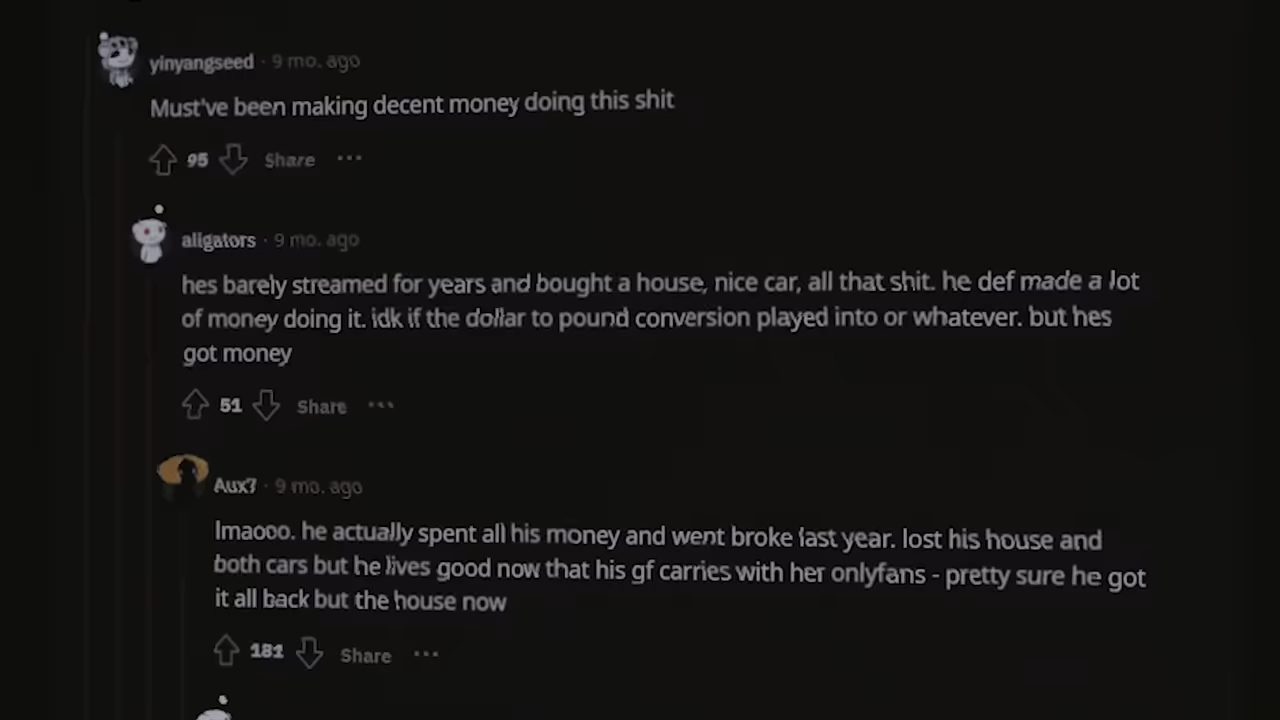 yinyangseed · 9 mo. ago
Must've been making decent money doing this shit
95 Share ···
aligators · 9 mo. ago
hes barely streamed for years and bought a house, nice car, all that shit. he def made a lot
of money doing it. idk if the dollar to pound conversion played into or whatever. but hes
got money
51 Share ···
Aux7 · 9 mo. ago
lmaooo. he actually spent all his money and went broke last year. lost his house and
both cars but he lives good now that his gf carries with her onlyfans - pretty sure he got
it all back but the house now
181 Share ···